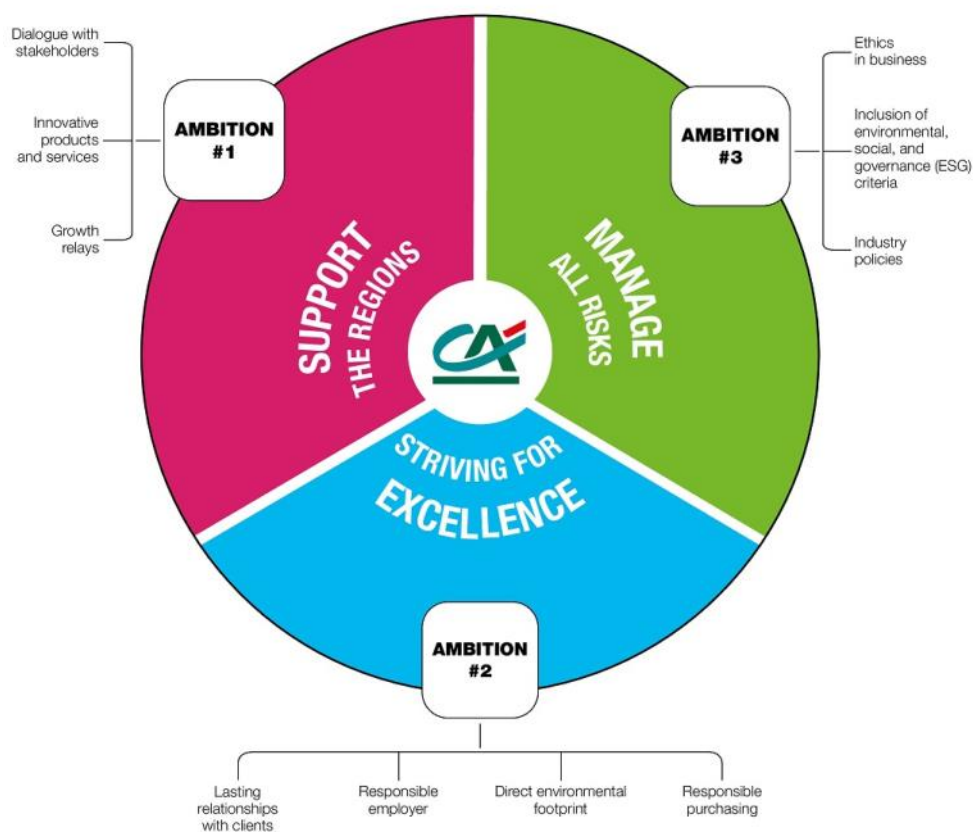 Dialogue with
stakeholders
Innovative
products
and services
Growth
relays
AMBITION
#1
SUPPORT
THE REGIONS
AMBITION
#3
MANAGE
ALL RISKS
Ethics
in business
Inclusion of
environmental,
social, and
governance (ESG)
criteria
Industry
policies
CA
STRIVING FOR
EXCELLENCE
AMBITION
#2
Lasting
relationships
with clients
Responsible
employer
Direct environmental
footprint
Responsible
purchasing